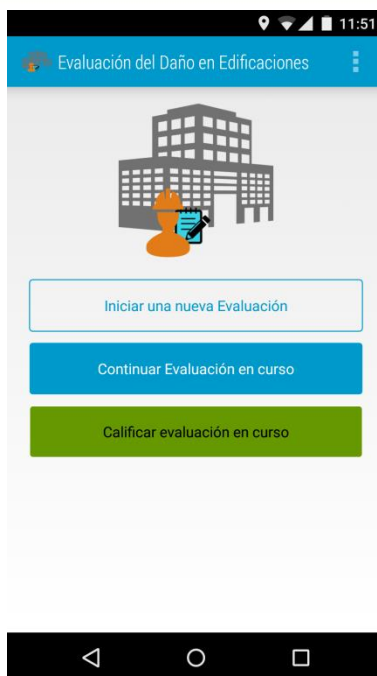 11:51
Evaluación del Daño en Edificaciones
Iniciar una nueva Evaluación
Continuar Evaluación en curso
Calificar evaluación en curso